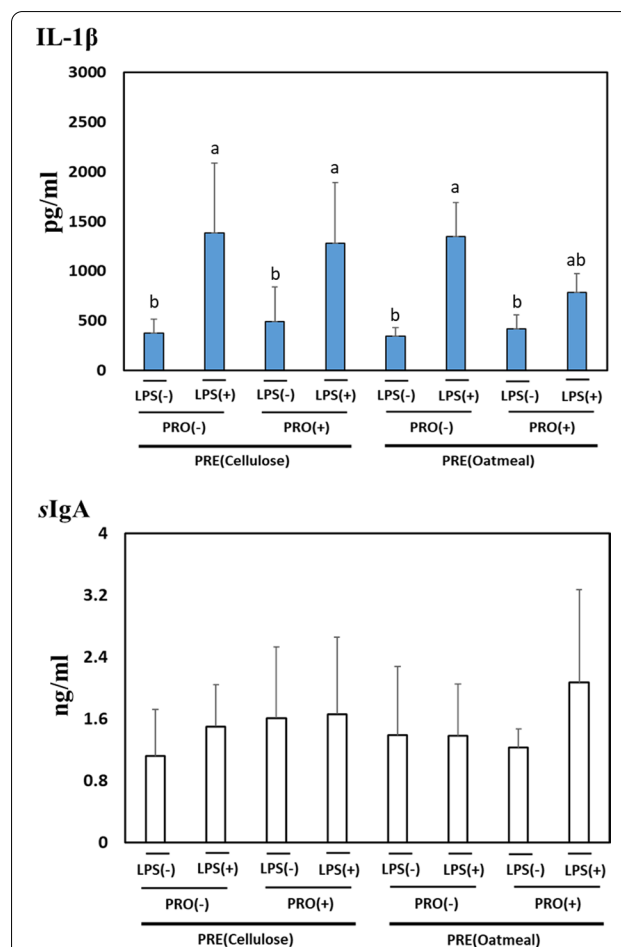 IL-1β
3000
2500
2000
1500
1000
500
0
pg/ml
b
a
b
a
b
a
b
ab
LPS(-) LPS(+) LPS(-) LPS(+) LPS(-) LPS(+) LPS(-) LPS(+)
PRO(-) PRO(+) PRO(-) PRO(+)
PRE(Cellulose) PRE(Oatmeal)
sIgA
4
3.2
2.4
1.6
0.8
0
ng/ml
LPS(-) LPS(+) LPS(-) LPS(+) LPS(-) LPS(+) LPS(-) LPS(+)
PRO(-) PRO(+) PRO(-) PRO(+)
PRE(Cellulose) PRE(Oatmeal)